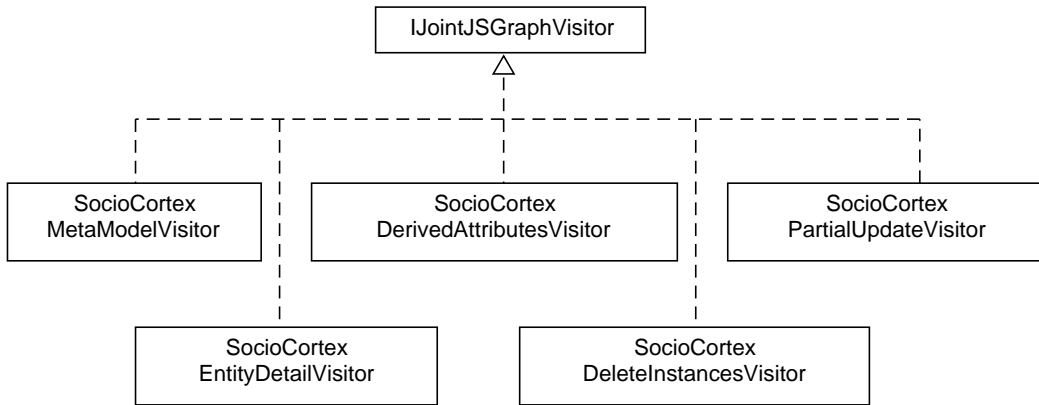 IJointJSGraphVisitor
SocioCortex
MetaModelVisitor
SocioCortex
DerivedAttributesVisitor
SocioCortex
PartialUpdateVisitor
SocioCortex
EntityDetailVisitor
SocioCortex
DeleteInstancesVisitor